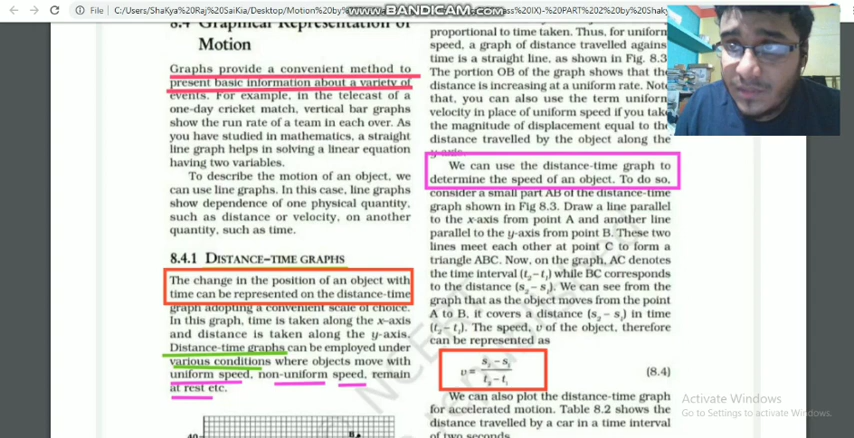 File | C:/Users/ShaKya%20Raj%20SaiKia/Desktop/Motion%20by%
www.BANDICAM.com
ass%20IX)-%20PART%202%20by%20Shaky
8.4 Graphical Representation of
Motion
Graphs provide a convenient method to
present basic information about a variety of
events. For example, in the telecast of a
one-day cricket match, vertical bar graphs
show the run rate of a team in each over. As
you have studied in mathematics, a straight
line graph helps in solving a linear equation
having two variables.
To describe the motion of an object, we
can use line graphs. In this case, line graphs
show dependence of one physical quantity,
such as distance or velocity, on another
quantity, such as time.
8.4.1 DISTANCE–TIME GRAPHS
The change in the position of an object with
time can be represented on the distance-time
graph adopting a convenient scale of choice.
In this graph, time is taken along the x–axis
and distance is taken along the y-axis.
Distance-time graphs can be employed under
various conditions where objects move with
uniform speed, non-uniform speed, remain
at rest etc.
40
B
proportional to time taken. Thus, for uniform
speed, a graph of distance travelled against
time is a straight line, as shown in Fig. 8.3
The portion OB of the graph shows that the
distance is increasing at a uniform rate. Note
that, you can also use the term uniform
velocity in place of uniform speed if you take
the magnitude of displacement equal to the
distance travelled by the object along the
y-axis.
We can use the distance-time graph to
determine the speed of an object. To do so,
consider a small part AB of the distance-time
graph shown in Fig 8.3. Draw a line parallel
to the x-axis from point A and another line
parallel to the y-axis from point B. These two
lines meet each other at point C to form a
triangle ABC. Now, on the graph, AC denotes
the time interval (t₂ – t₁) while BC corresponds
to the distance (s₂ – s₁). We can see from the
graph that as the object moves from the point
A to B, it covers a distance (s₂ – s₁) in time
(t₂ – t₁). The speed, v of the object, therefore
can be represented as
v = s₂ – s₁ / t₂ – t₁ (8.4)
We can also plot the distance-time graph
for accelerated motion. Table 8.2 shows the
distance travelled by a car in a time interval
of two seconds.
Activate Windows
Go to Settings to activate Windows.